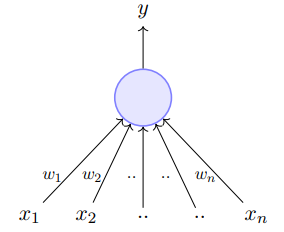 y
w₁ w₂ .. .. wₙ
x₁ x₂ .. .. xₙ